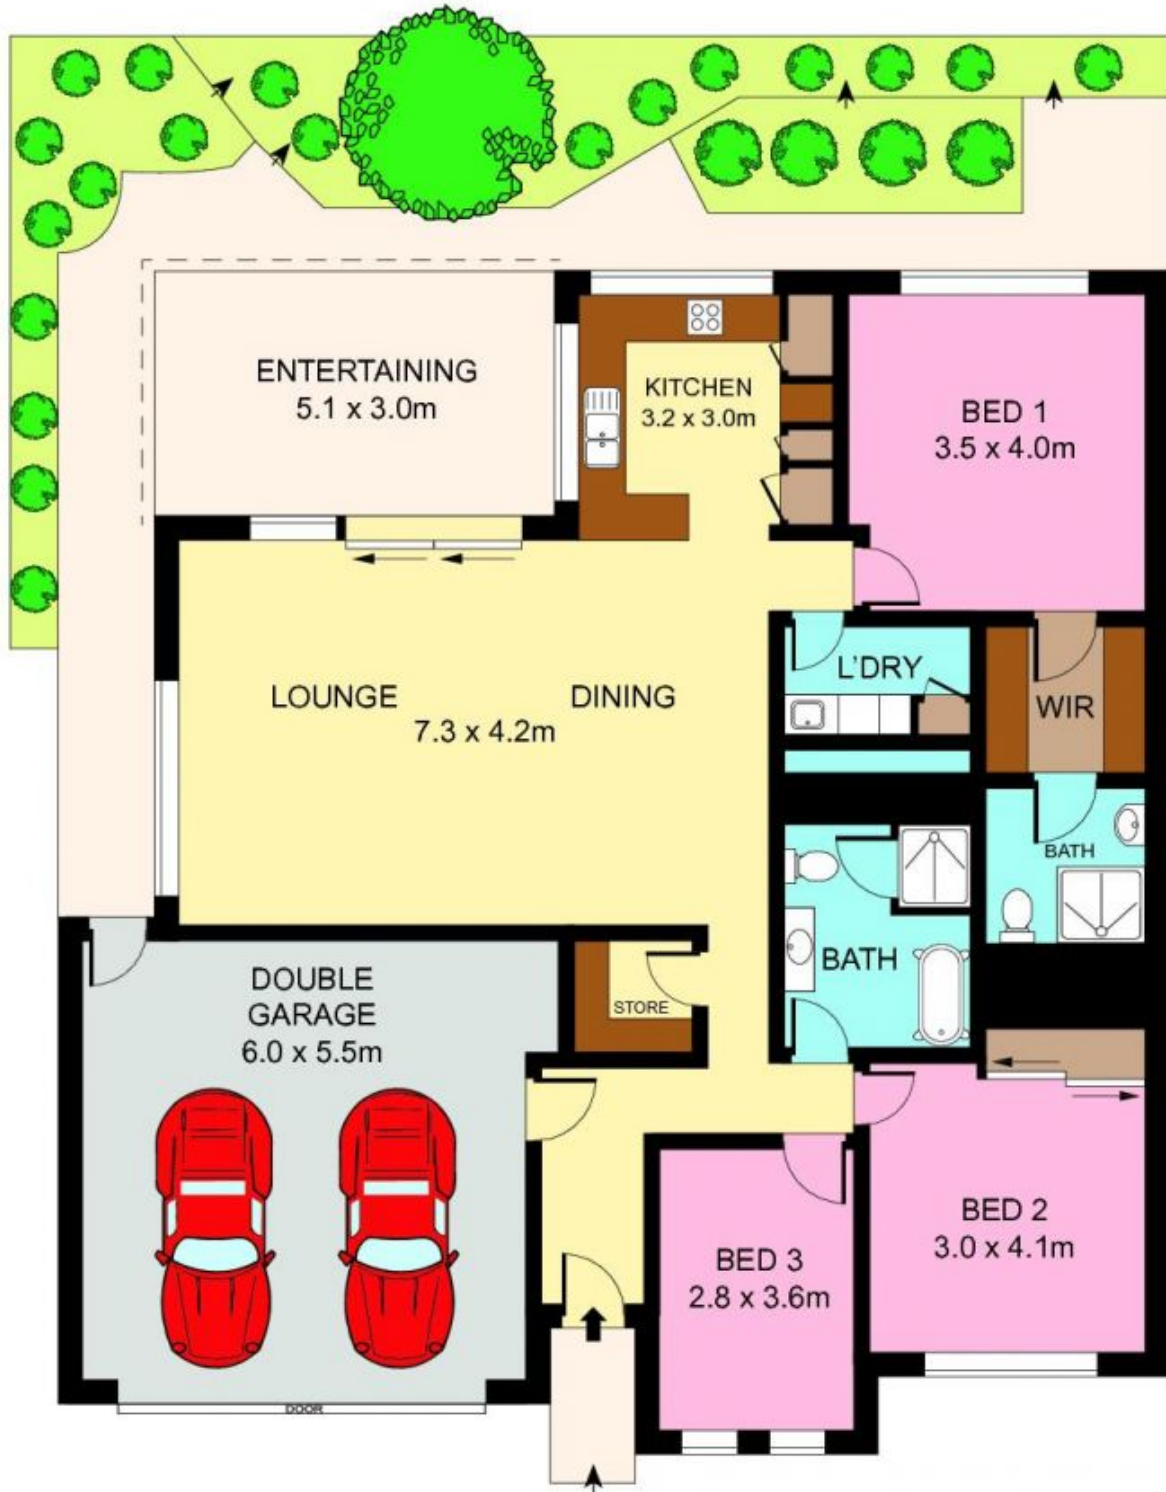 ENTERTAINING
5.1 x 3.0m
KITCHEN
3.2 x 3.0m
BED 1
3.5 x 4.0m
LOUNGE
DINING
7.3 x 4.2m
L'DRY
WIR
BATH
BATH
STORE
DOUBLE
GARAGE
6.0 x 5.5m
BED 2
3.0 x 4.1m
BED 3
2.8 x 3.6m
DOOR